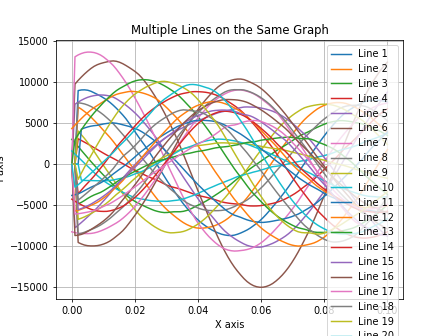 Multiple Lines on the Same Graph
15000
10000
5000
0
−5000
−10000
−15000
0.00
0.02
0.04
0.06
X axis
axis
Line 1
Line 2
Line 3
Line 4
Line 5
Line 6
Line 7
Line 8
Line 9
Line 10
Line 11
Line 12
Line 13
Line 14
Line 15
Line 16
Line 17
Line 18
Line 19
Line 20